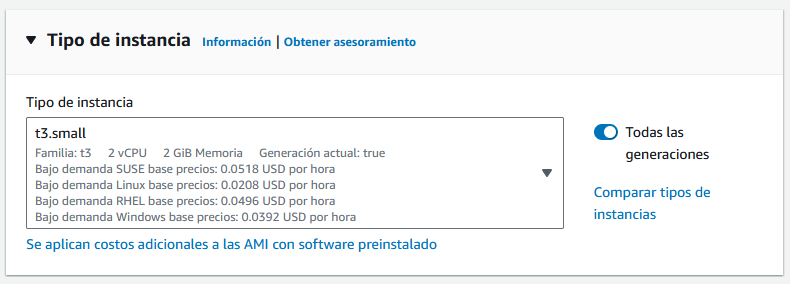 Tipo de instancia Información | Obtener asesoramiento
Tipo de instancia
t3.small
Familia: t3 2 vCPU 2 GiB Memoria Generación actual: true
Bajo demanda SUSE base precios: 0.0518 USD por hora
Bajo demanda Linux base precios: 0.0208 USD por hora
Bajo demanda RHEL base precios: 0.0496 USD por hora
Bajo demanda Windows base precios: 0.0392 USD por hora
Todas las
generaciones
Comparar tipos de
instancias
Se aplican costos adicionales a las AMI con software preinstalado